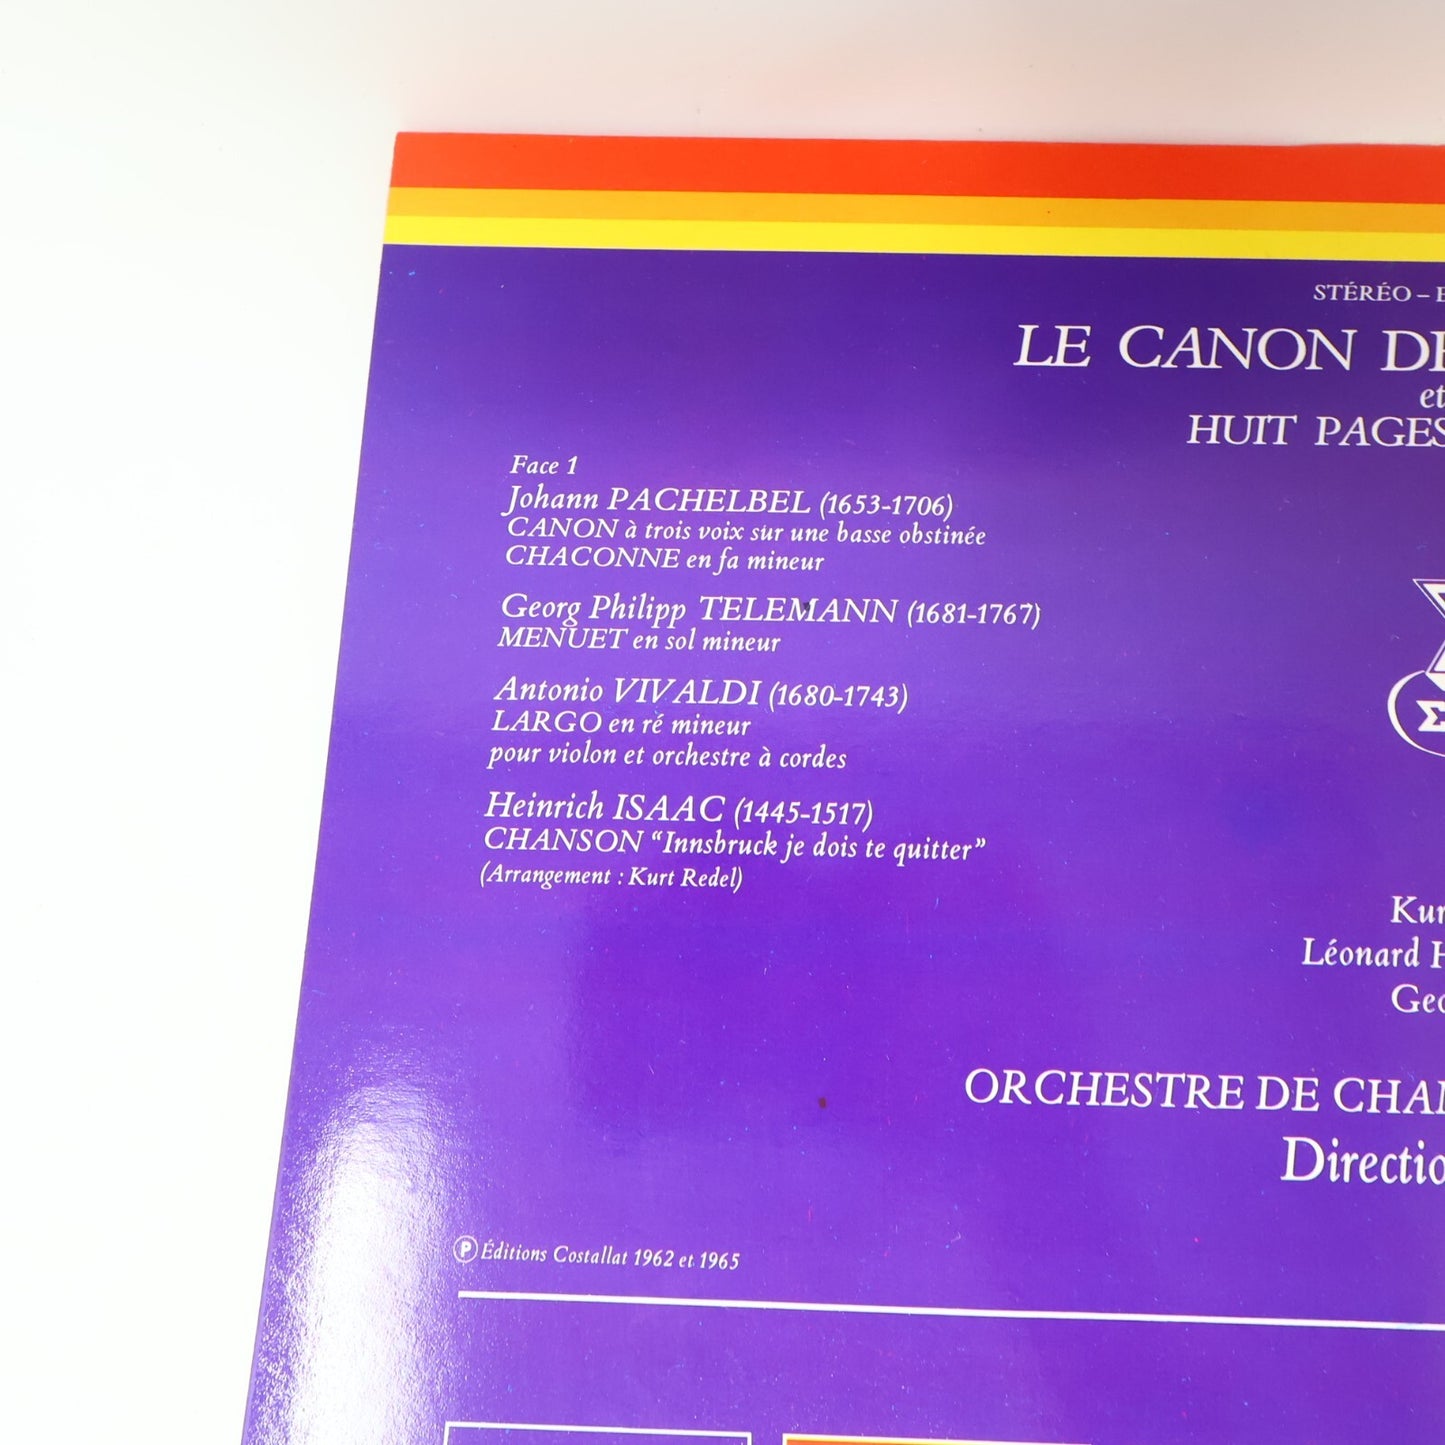 STÉRÉO –
LE CANON
et
HUIT PAGES
Face 1
Johann PACHELBEL (1653-1706)
CANON à trois voix sur une basse obstinée
CHACONNE en fa mineur
Georg Philipp TELEMANN (1681-1767)
MENUET en sol mineur
Antonio VIVALDI (1680-1743)
LARGO en ré mineur
pour violon et orchestre à cordes
Heinrich ISAAC (1445-1517)
CHANSON “Innsbruck je dois te quitter”
(Arrangement : Kurt Redel)
Léonard
ORCHESTRE DE
Ⓟ Éditions Costallat 1962 et 1965